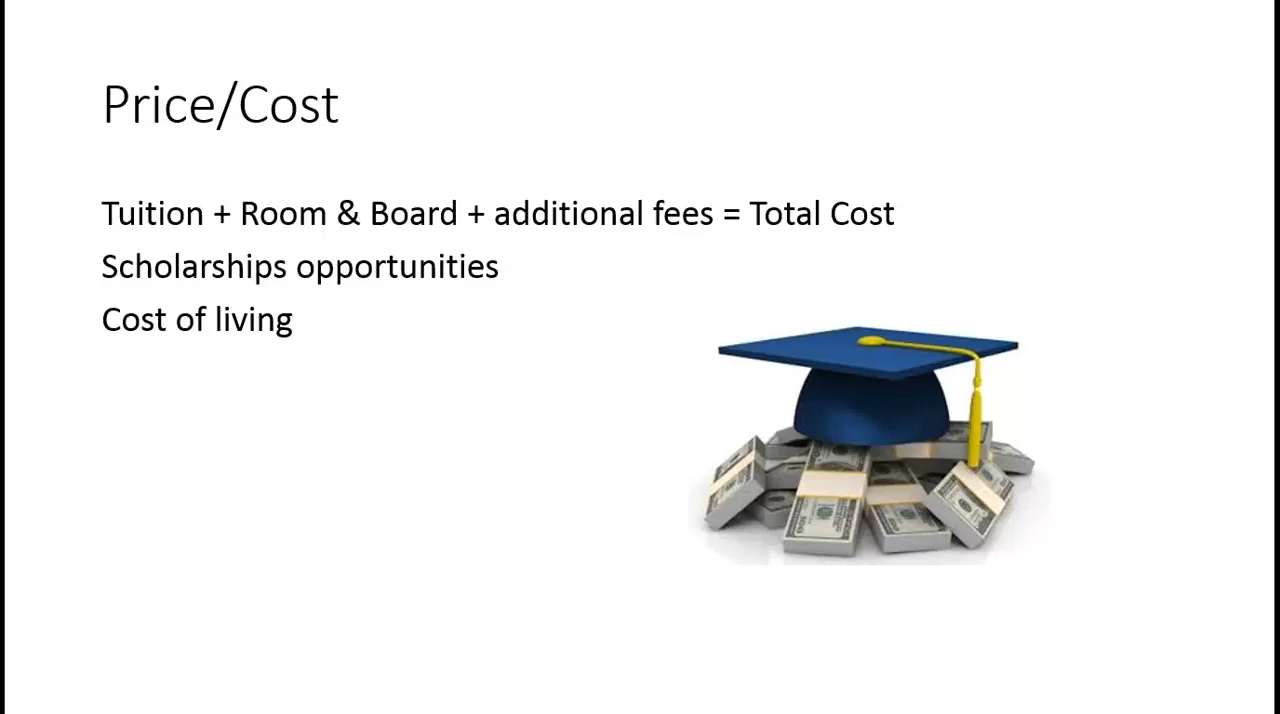 Price/Cost
Tuition + Room & Board + additional fees = Total Cost
Scholarships opportunities
Cost of living